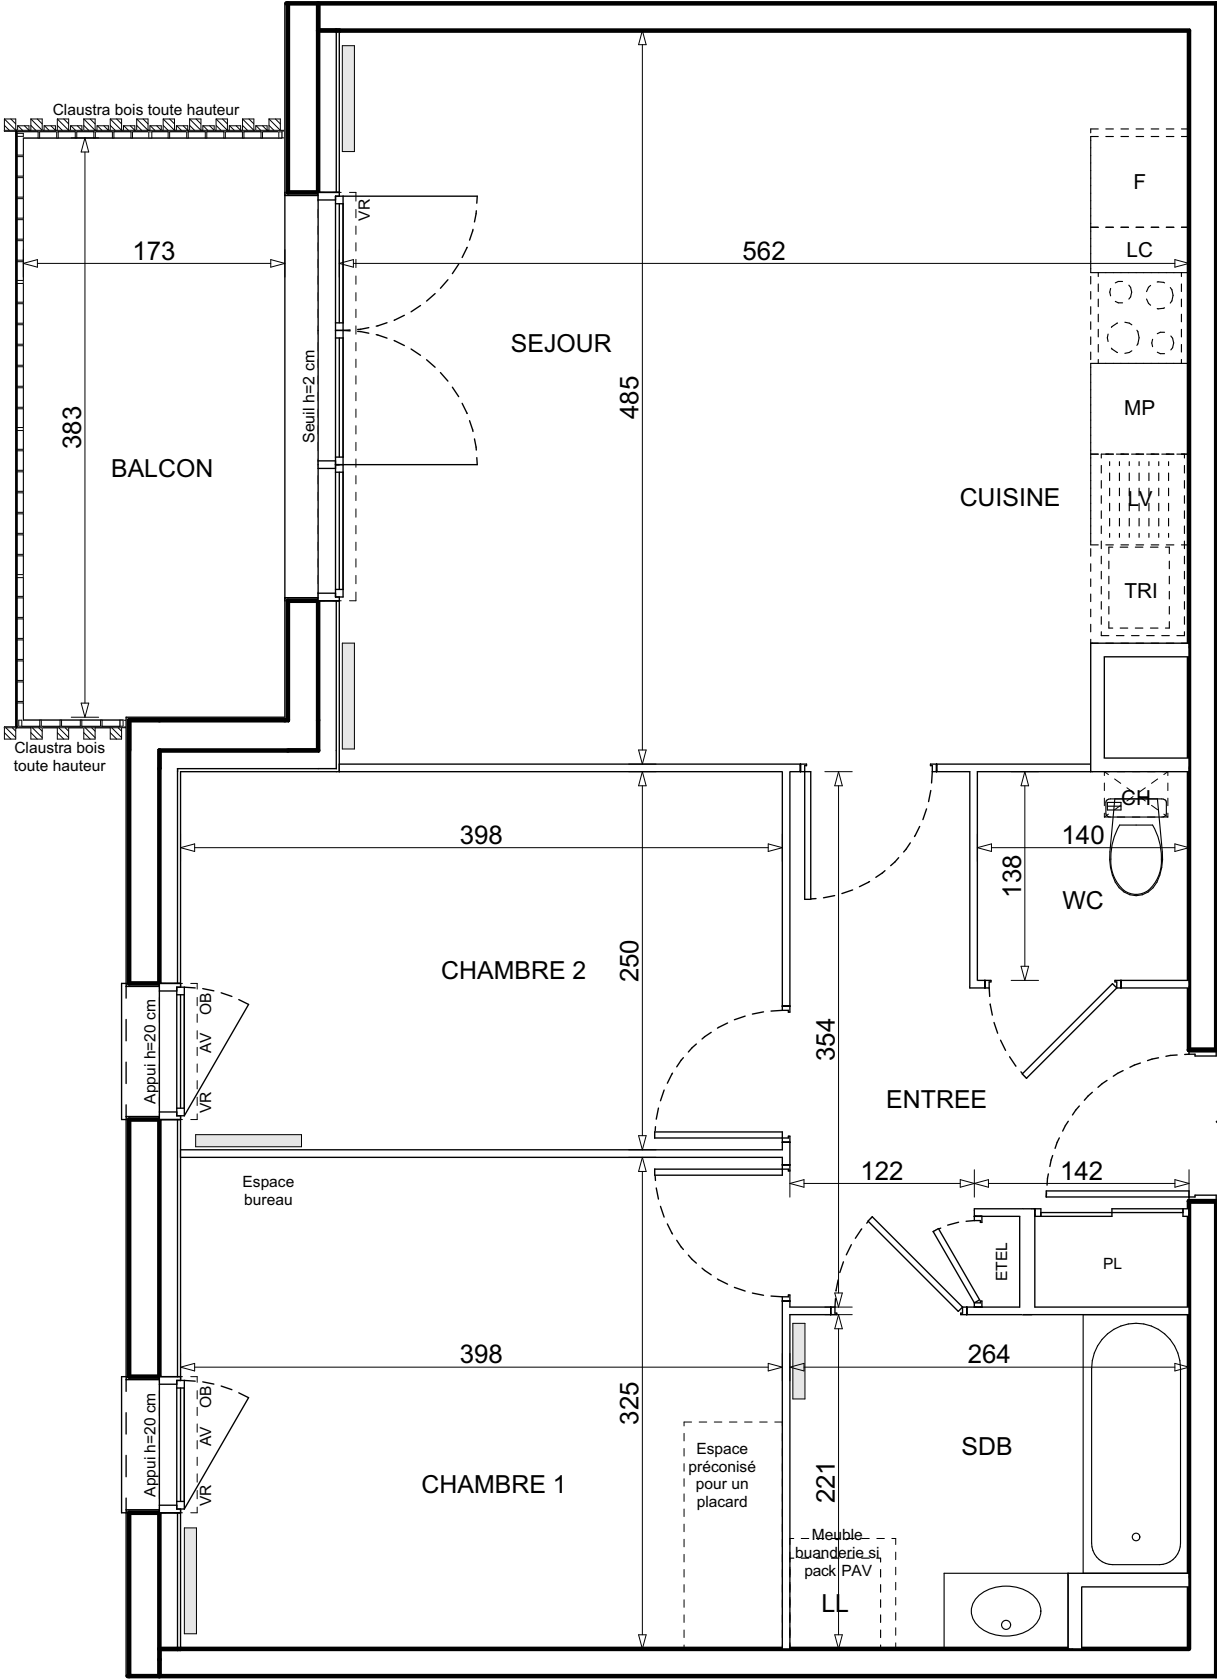 Claustra bois toute hauteur
F
VR
173
562
LC
SEJOUR
Seuil h=2 cm
485
383
MP
BALCON
CUISINE
LV
TRI
Claustra bois
toute hauteur
CH
398
140
138
WC
CHAMBRE 2
250
OB
AV
VR
Appui h=20 cm
354
ENTREE
Espace
bureau
122
142
ETEL
PL
398
264
OB
AV
VR
Appui h=20 cm
325
SDB
Espace
préconisé
pour un
placard
CHAMBRE 1
221
Meuble
buanderie si
pack PAV
LL